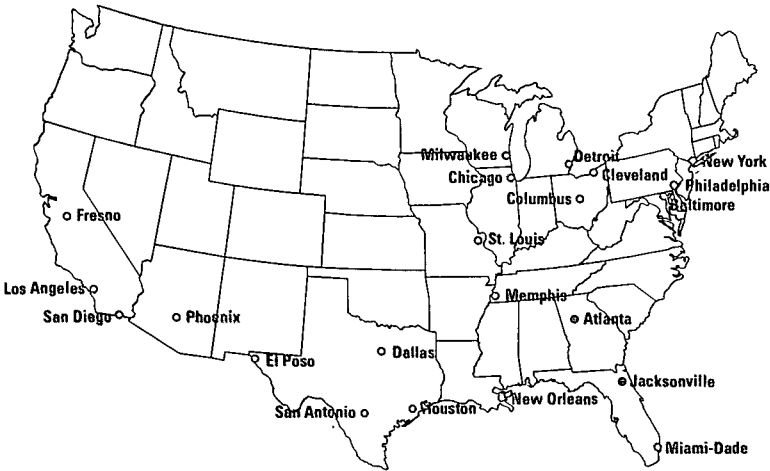 Milwaukee
Detroit
New York
Chicago
Cleveland
Philadelphia
Columbus
Baltimore
Fresno
St. Louis
Los Angeles
Memphis
San Diego
Phoenix
Atlanta
Dallas
El Poso
Jacksonville
San Antonio
Houston
New Orleans
Miami-Dade